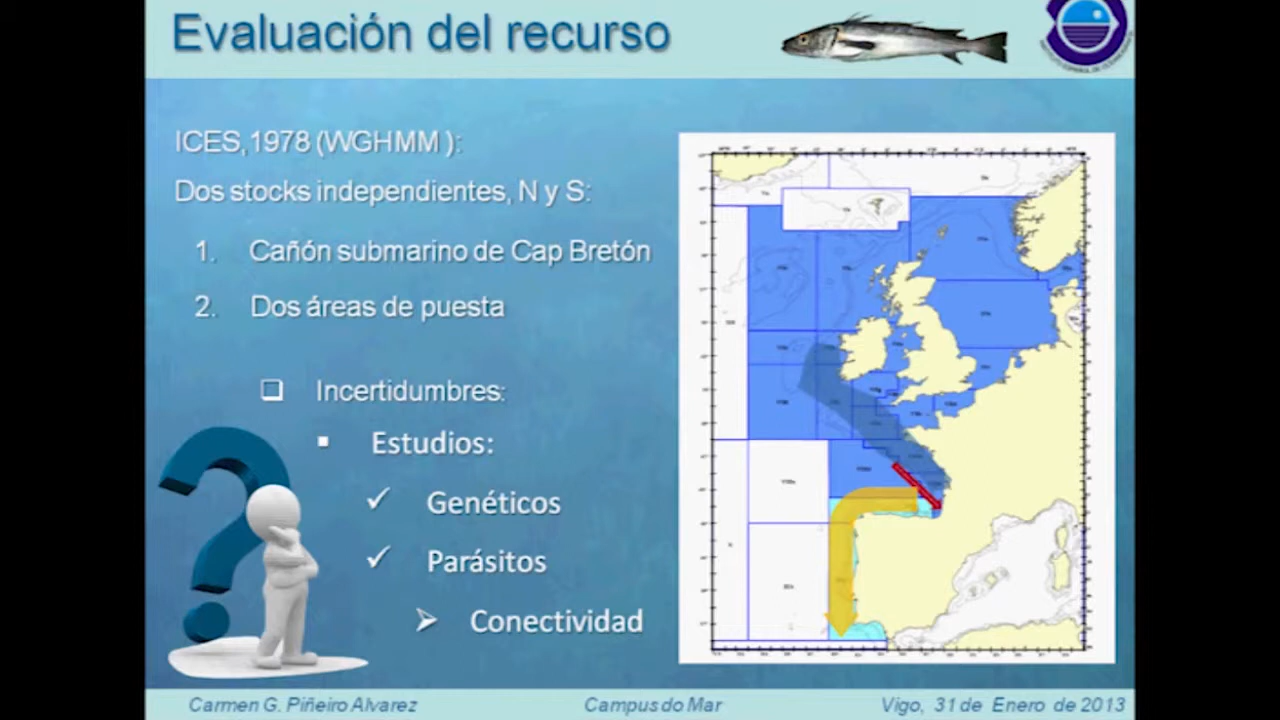 Evaluación del recurso
ICES,1978 (WGHMM ):
Dos stocks independientes, N y S:
1. Cañón submarino de Cap Bretón
2. Dos áreas de puesta
Incertidumbres:
Estudios:
Genéticos
Parásitos
Conectividad
Carmen G. Piñeiro Alvarez
Campus do Mar
Vigo, 31 de Enero de 2013